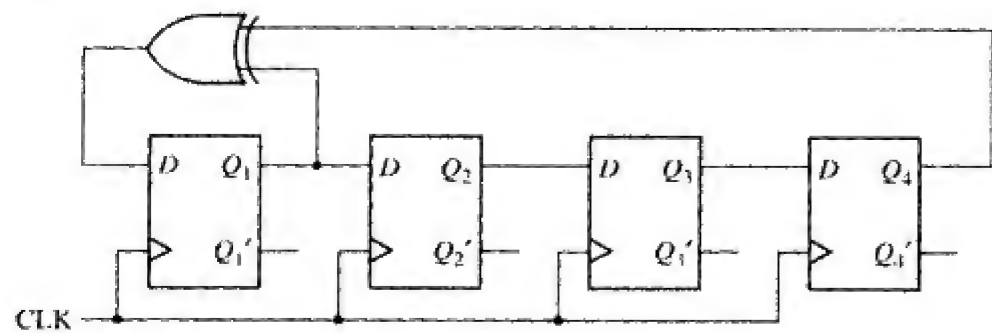 D Q₁ D Q₂ D Q₃ D Q₄
Q₁′ Q₂′ Q₃′ Q₄′
CLK